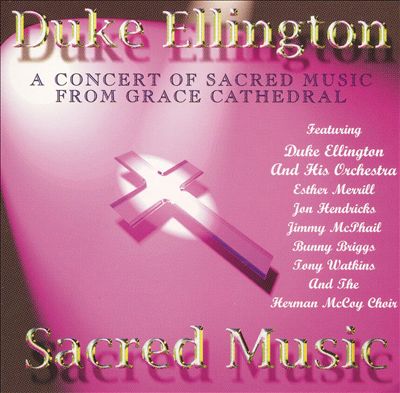 Duke Ellington
A CONCERT OF SACRED MUSIC
FROM GRACE CATHEDRAL
Featuring
Duke Ellington
And His Orchestra
Esther Merrill
Jon Hendricks
Jimmy McPhail
Bunny Briggs
Tony Watkins
And The
Herman McCoy Choir
Sacred Music